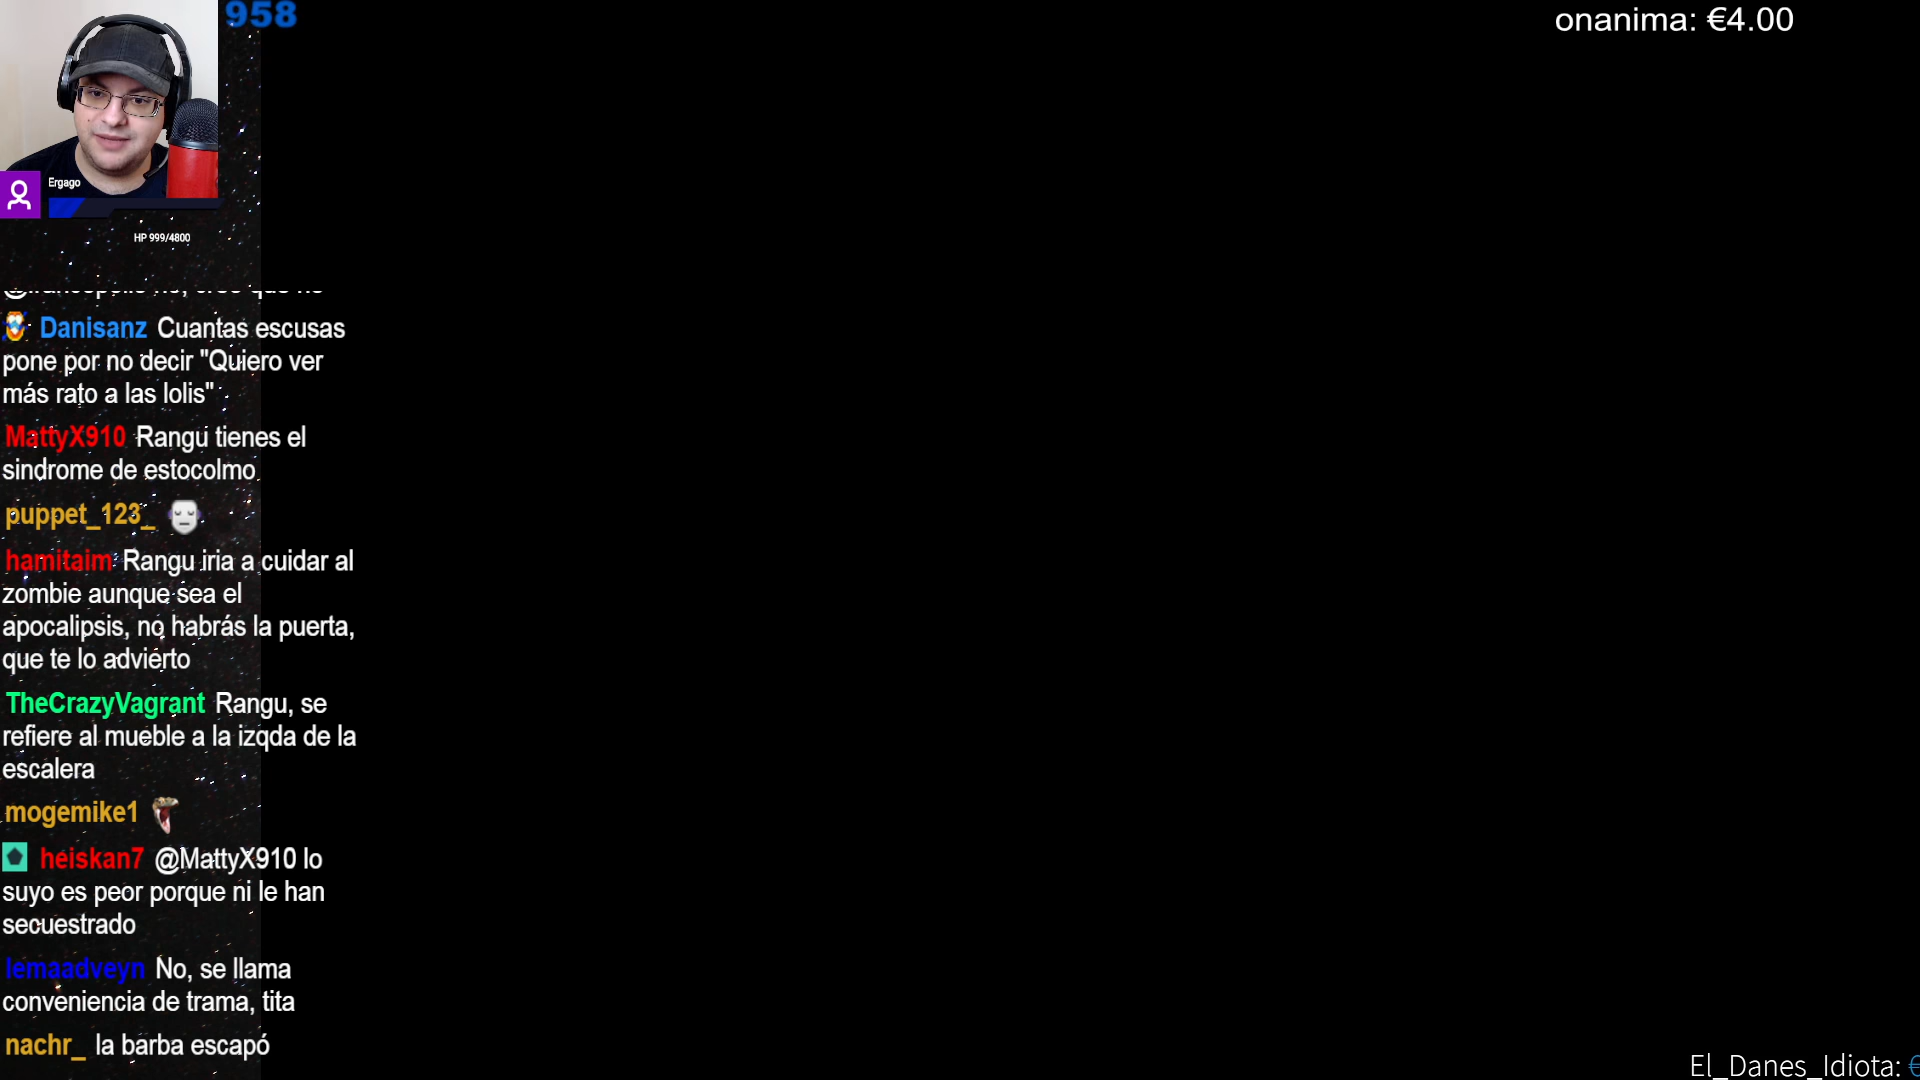 958
onanima: €4.00
Ergago
HP 999/4800
Danisanz Cuantas escusas
pone por no decir "Quiero ver
más rato a las lolis"
MattyX910 Rangu tienes el
sindrome de estocolmo
puppet_123_
hamitaim Rangu iria a cuidar al
zombie aunque sea el
apocalipsis, no habrás la puerta,
que te lo advierto
TheCrazyVagrant Rangu, se
refiere al mueble a la izqda de la
escalera
mogemike1
heiskan7 @MattyX910 lo
suyo es peor porque ni le han
secuestrado
lemaadveyn No, se llama
conveniencia de trama, tita
nachr_ la barba escapó
El_Danes_Idiota: €